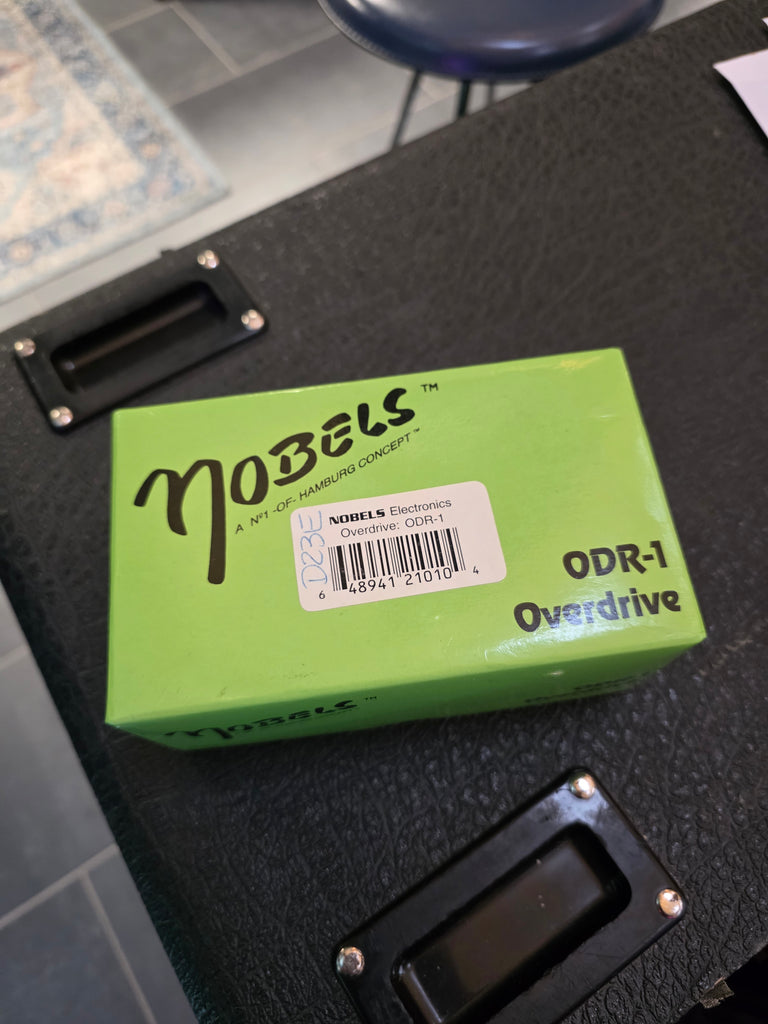 NOBELS™
A Nº1 -OF- HAMBURG CONCEPT™
D23E
NOBELS Electronics
Overdrive: ODR-1
6 48941 21010 4
ODR-1
Overdrive
NOBELS™